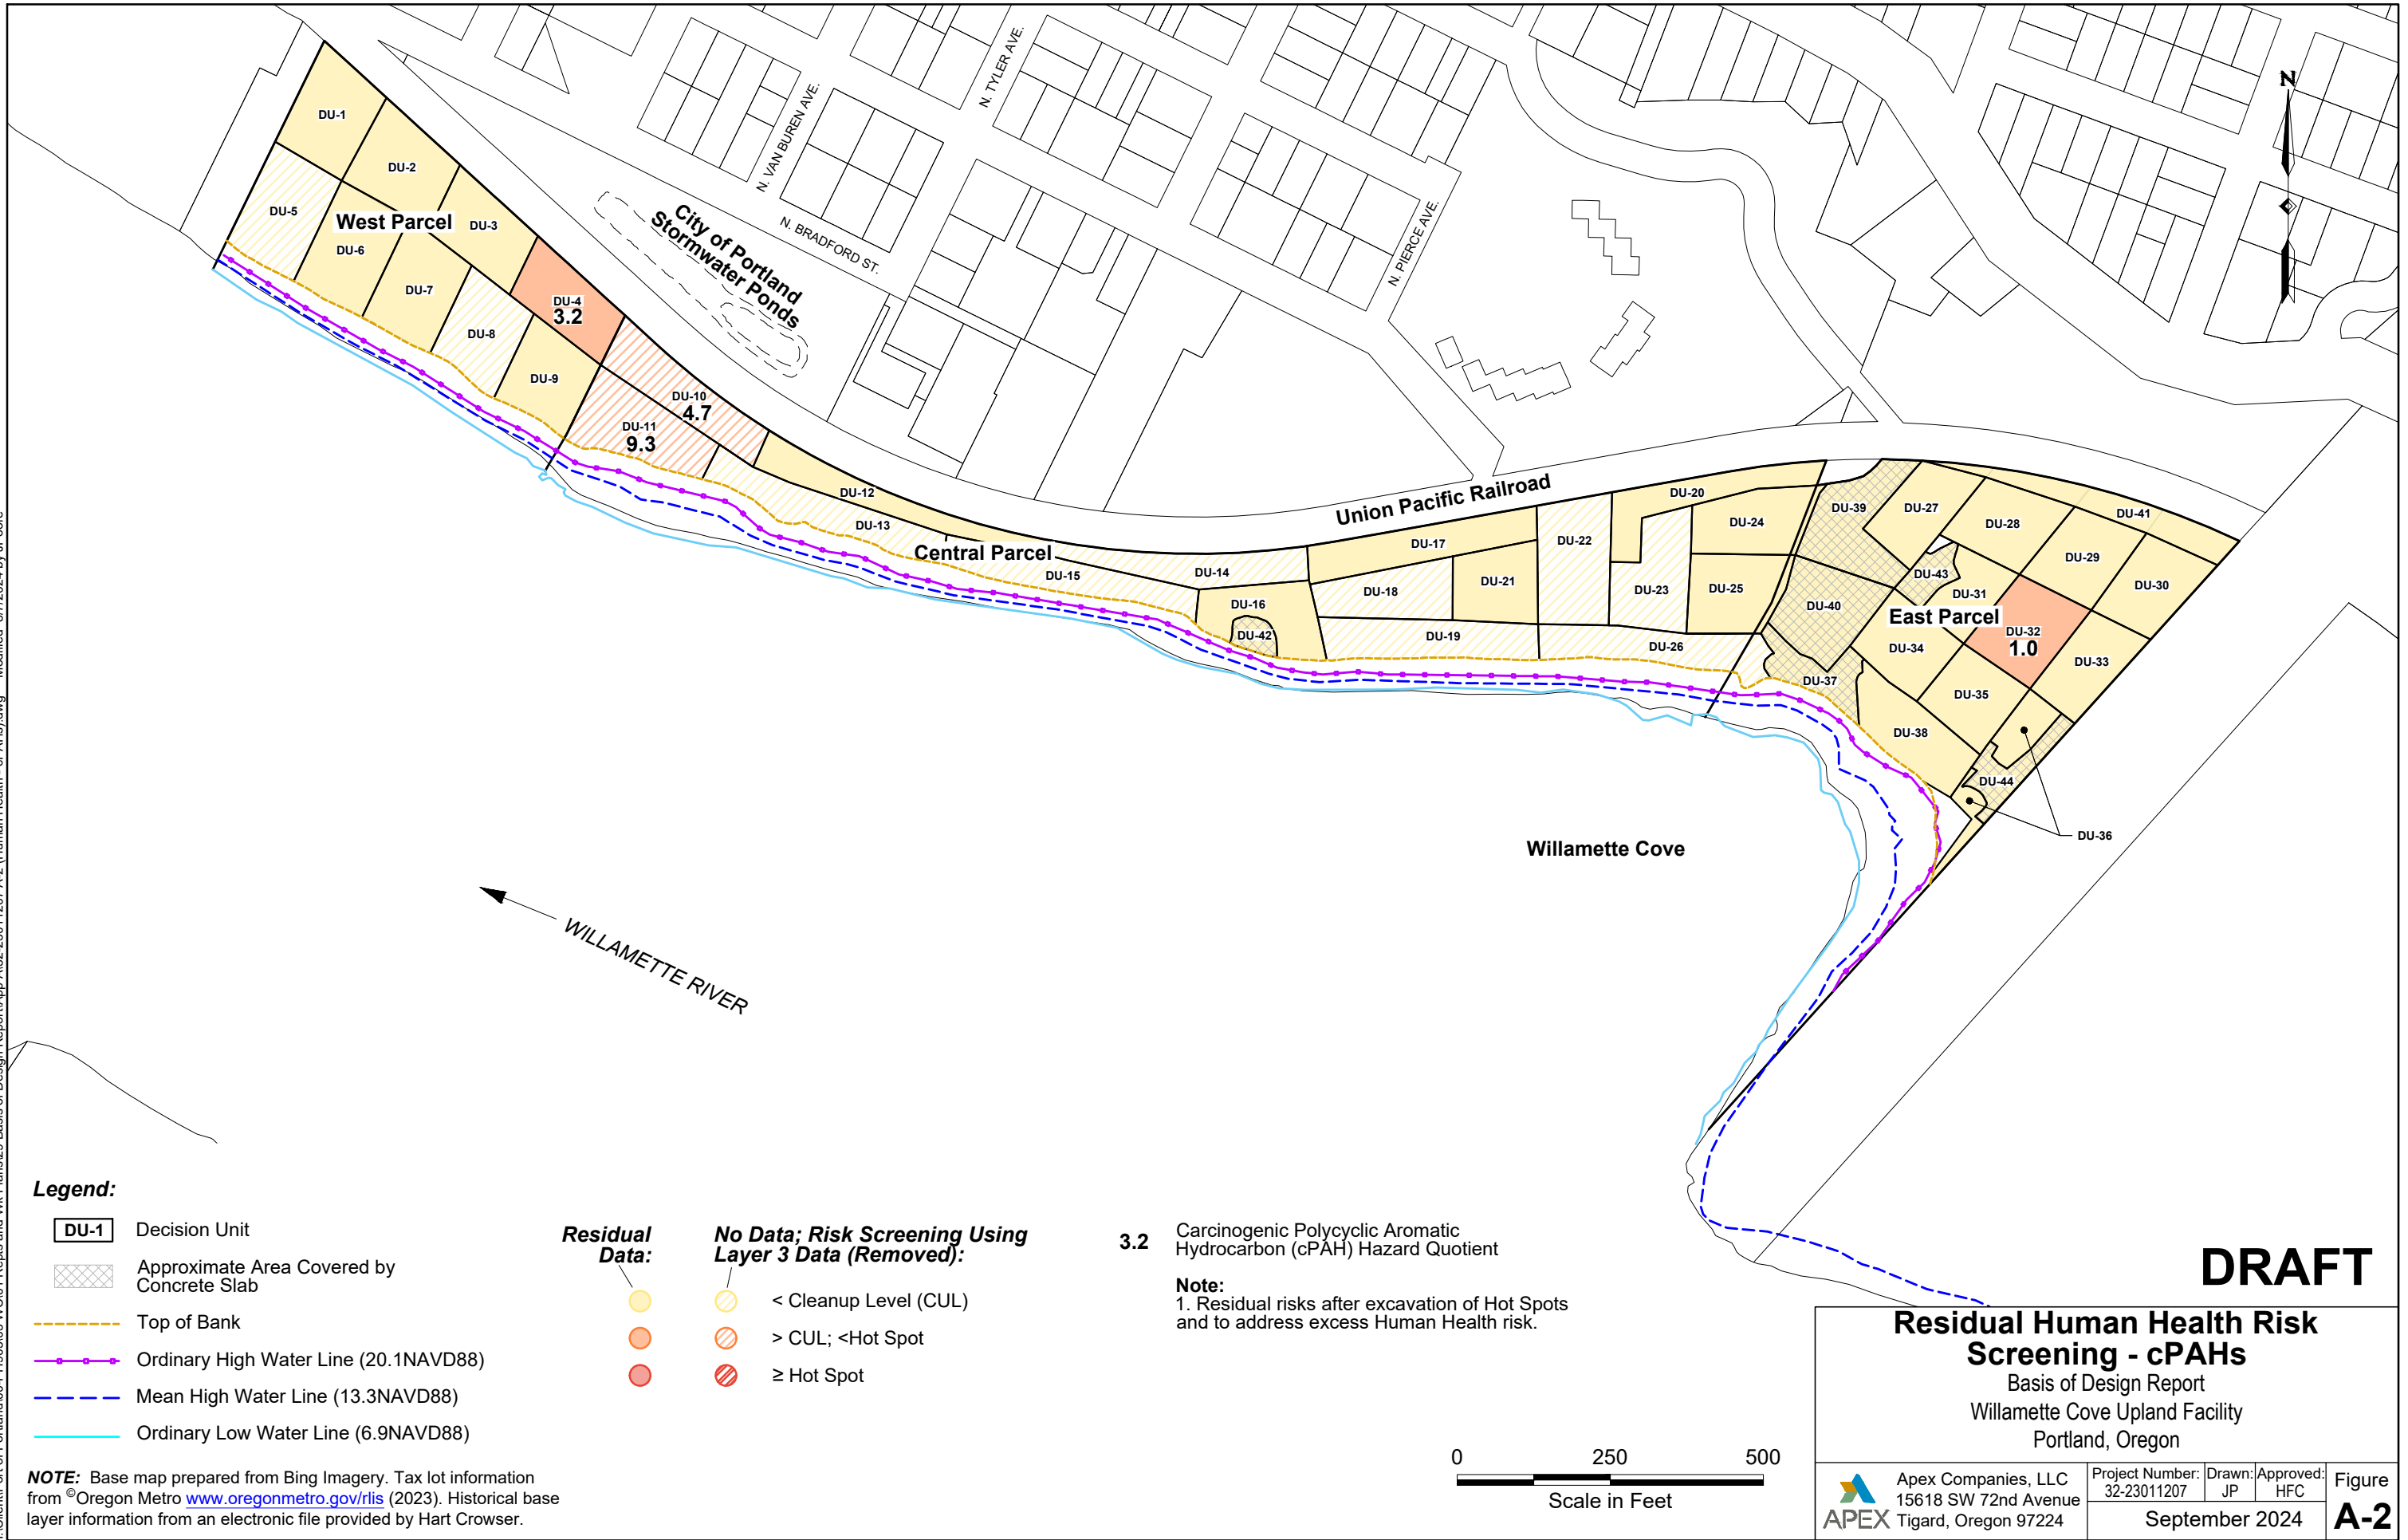 N. TYLER AVE.
N. VAN BUREN AVE.
N. BRADFORD ST.
N. PIERCE AVE.
N
City of Portland
Stormwater Ponds
DU-1
DU-2
DU-5
West Parcel
DU-3
DU-6
DU-7
DU-4
3.2
DU-8
DU-9
DU-10
4.7
DU-11
9.3
DU-12
DU-13
Central Parcel
DU-14
DU-15
DU-16
DU-42
Union Pacific Railroad
DU-17
DU-18
DU-19
DU-20
DU-21
DU-22
DU-23
DU-24
DU-25
DU-26
DU-39
DU-27
DU-28
DU-41
DU-29
DU-30
DU-43
DU-31
DU-40
East Parcel
DU-32
1.0
DU-34
DU-33
DU-37
DU-35
DU-38
DU-44
DU-36
Willamette Cove
WILLAMETTE RIVER
Legend:
DU-1 Decision Unit
Approximate Area Covered by
Concrete Slab
Top of Bank
Ordinary High Water Line (20.1NAVD88)
Mean High Water Line (13.3NAVD88)
Ordinary Low Water Line (6.9NAVD88)
Residual
Data:
No Data; Risk Screening Using
Layer 3 Data (Removed):
< Cleanup Level (CUL)
> CUL; <Hot Spot
≥ Hot Spot
3.2 Carcinogenic Polycyclic Aromatic
Hydrocarbon (cPAH) Hazard Quotient
Note:
1. Residual risks after excavation of Hot Spots
and to address excess Human Health risk.
NOTE: Base map prepared from Bing Imagery. Tax lot information
from ©Oregon Metro www.oregonmetro.gov/rlis (2023). Historical base
layer information from an electronic file provided by Hart Crowser.
0 250 500
Scale in Feet
DRAFT
Residual Human Health Risk
Screening - cPAHs
Basis of Design Report
Willamette Cove Upland Facility
Portland, Oregon
APEX
Apex Companies, LLC
15618 SW 72nd Avenue
Tigard, Oregon 97224
Project Number:
32-23011207
Drawn:
JP
Approved:
HFC
September 2024
Figure
A-2